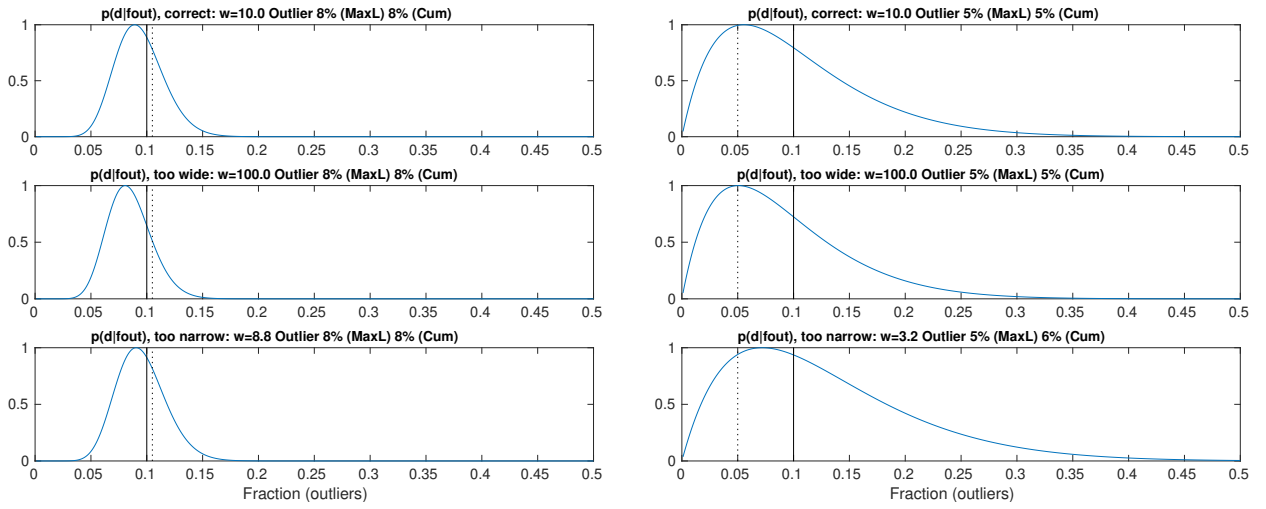 p(d|fout), correct: w=10.0 Outlier 8% (MaxL) 8% (Cum)
1
0.5
0
0 0.05 0.1 0.15 0.2 0.25 0.3 0.35 0.4 0.45 0.5
p(d|fout), too wide: w=100.0 Outlier 8% (MaxL) 8% (Cum)
1
0.5
0
0 0.05 0.1 0.15 0.2 0.25 0.3 0.35 0.4 0.45 0.5
p(d|fout), too narrow: w=8.8 Outlier 8% (MaxL) 8% (Cum)
1
0.5
0
0 0.05 0.1 0.15 0.2 0.25 0.3 0.35 0.4 0.45 0.5
Fraction (outliers)
p(d|fout), correct: w=10.0 Outlier 5% (MaxL) 5% (Cum)
1
0.5
0
0 0.05 0.1 0.15 0.2 0.25 0.3 0.35 0.4 0.45 0.5
p(d|fout), too wide: w=100.0 Outlier 5% (MaxL) 5% (Cum)
1
0.5
0
0 0.05 0.1 0.15 0.2 0.25 0.3 0.35 0.4 0.45 0.5
p(d|fout), too narrow: w=3.2 Outlier 5% (MaxL) 6% (Cum)
1
0.5
0
0 0.05 0.1 0.15 0.2 0.25 0.3 0.35 0.4 0.45 0.5
Fraction (outliers)